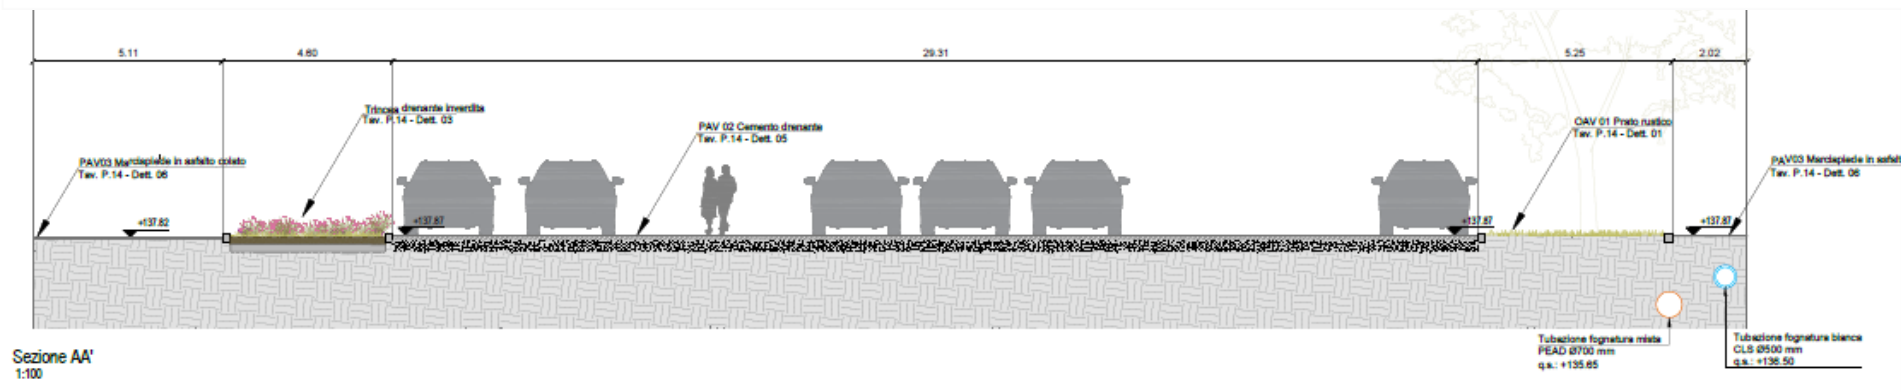 5.11 4.60 29.31 5.25 2.02
Trincea drenante inverdita
Tav. P.14 - Dett. 03
PAV 02 Cemento drenante
Tav. P.14 - Dett. 05
OAV 01 Prato rustico
Tav. P.14 - Dett. 01
PAV03 Marciapiede in asfalto colato
Tav. P.14 - Dett. 06
PAV03 Marciapiede in asfalt
Tav. P.14 - Dett. 06
+137.82 +137.87 +137.87 +137.87
Tubazione fognatura mista
PEAD Ø700 mm
q.s.: +135.65
Tubazione fognatura bianca
CLS Ø500 mm
q.s.: +136.50
Sezione AA'
1:100